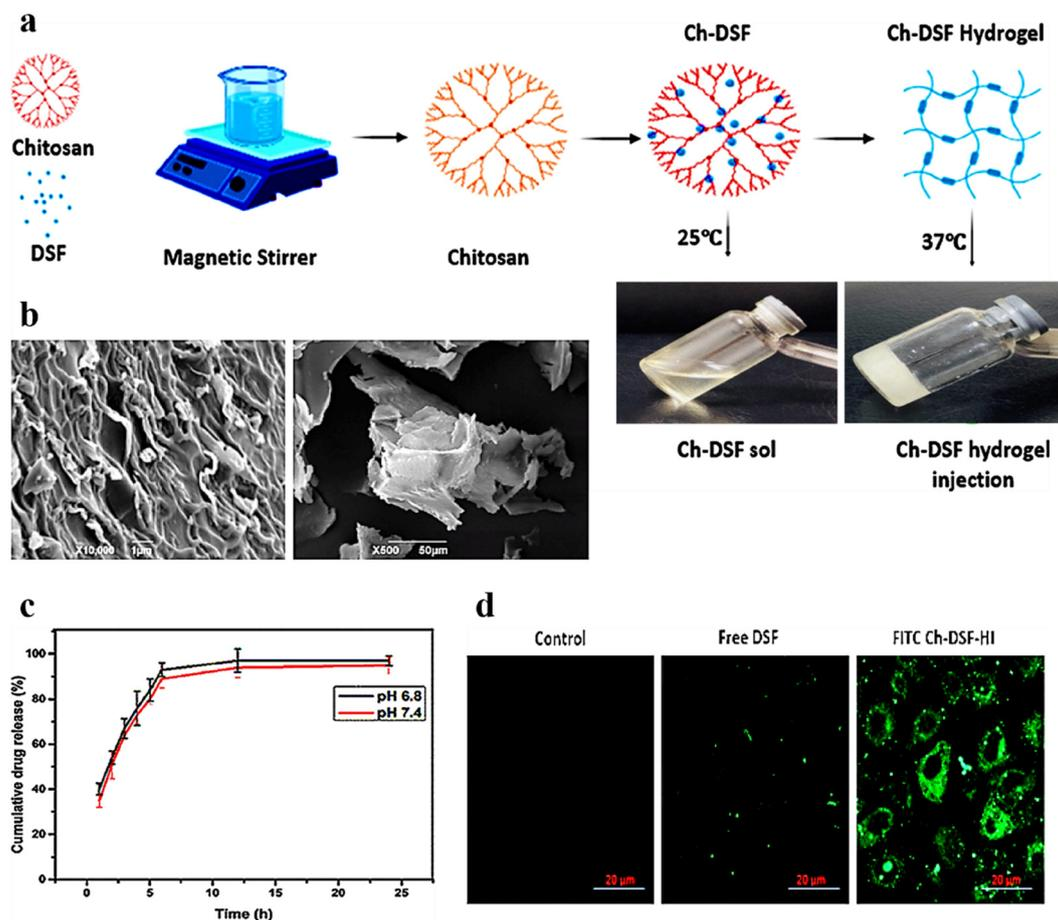 a
Ch-DSF
Ch-DSF Hydrogel
Chitosan
DSF
Magnetic Stirrer
Chitosan
25℃
37℃
Ch-DSF sol
Ch-DSF hydrogel
injection
b
X10,000 1μm
X500 50μm
c
Cumulative drug release (%)
100
80
60
40
20
0
pH 6.8
pH 7.4
0 5 10 15 20 25
Time (h)
d
Control
Free DSF
FITC Ch-DSF-HI
20 μm
20 μm
20 μm